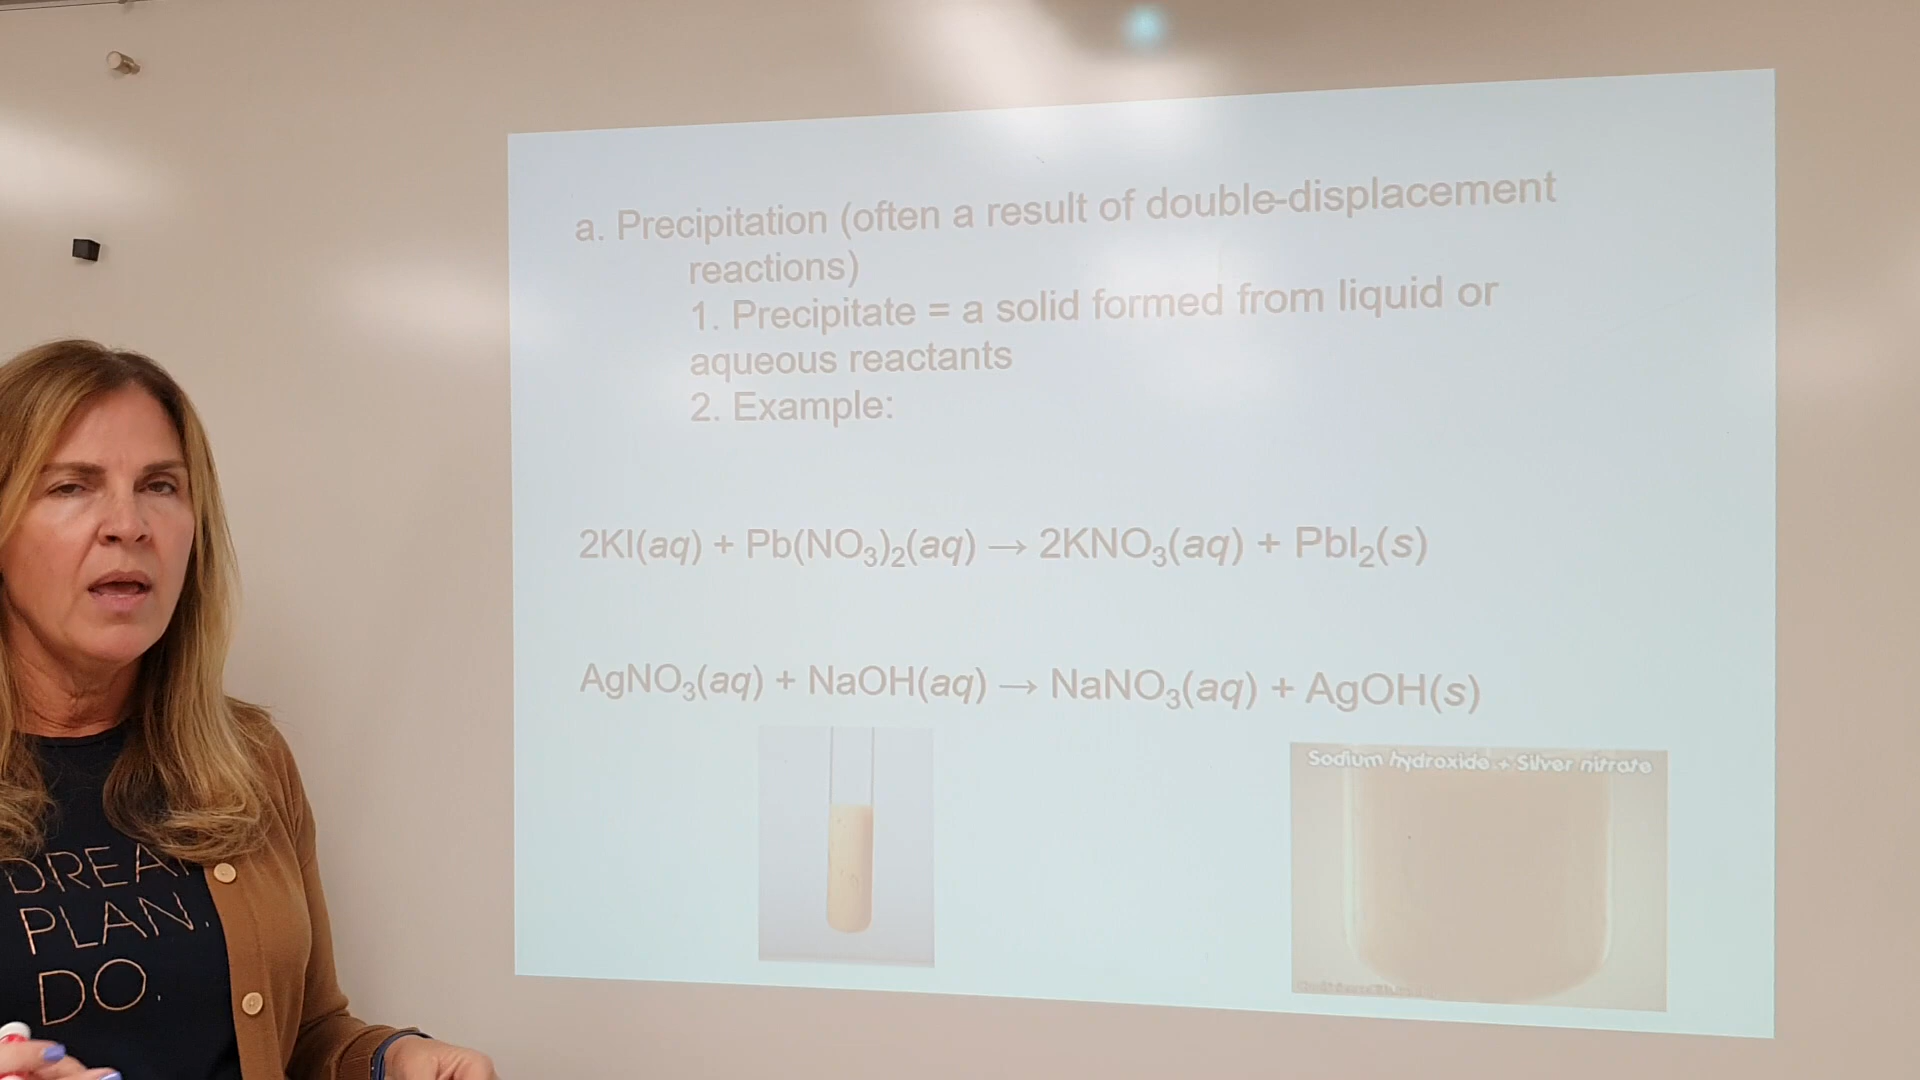 a. Precipitation (often a result of double-displacement
reactions)
1. Precipitate = a solid formed from liquid or
aqueous reactants
2. Example:
2KI(aq) + Pb(NO₃)₂(aq) → 2KNO₃(aq) + PbI₂(s)
AgNO₃(aq) + NaOH(aq) → NaNO₃(aq) + AgOH(s)
Sodium hydroxide + Silver nitrate
PLAN.
DO.